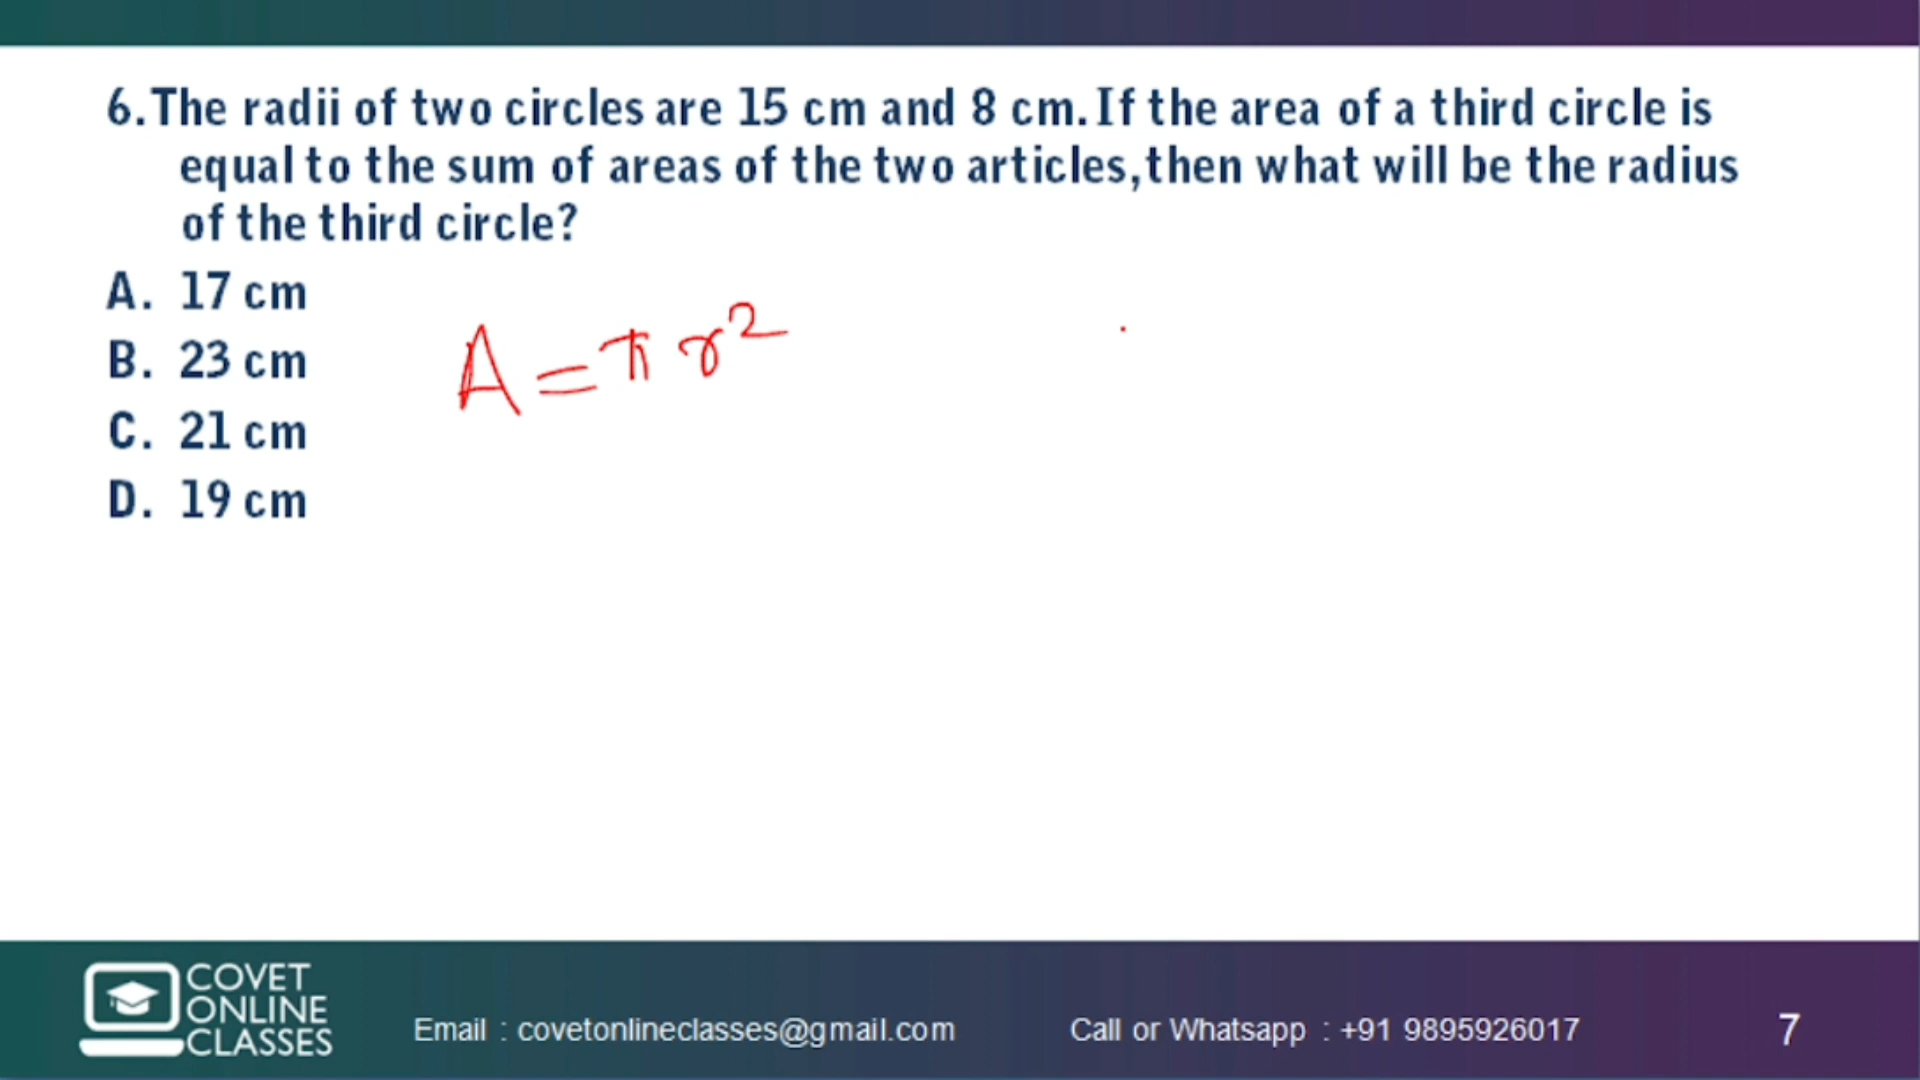 6.The radii of two circles are 15 cm and 8 cm.If the area of a third circle is
equal to the sum of areas of the two articles,then what will be the radius
of the third circle?
A. 17 cm
B. 23 cm
C. 21 cm
D. 19 cm
A = π r²
COVET
ONLINE
CLASSES
Email : covetonlineclasses@gmail.com
Call or Whatsapp : +91 9895926017
7